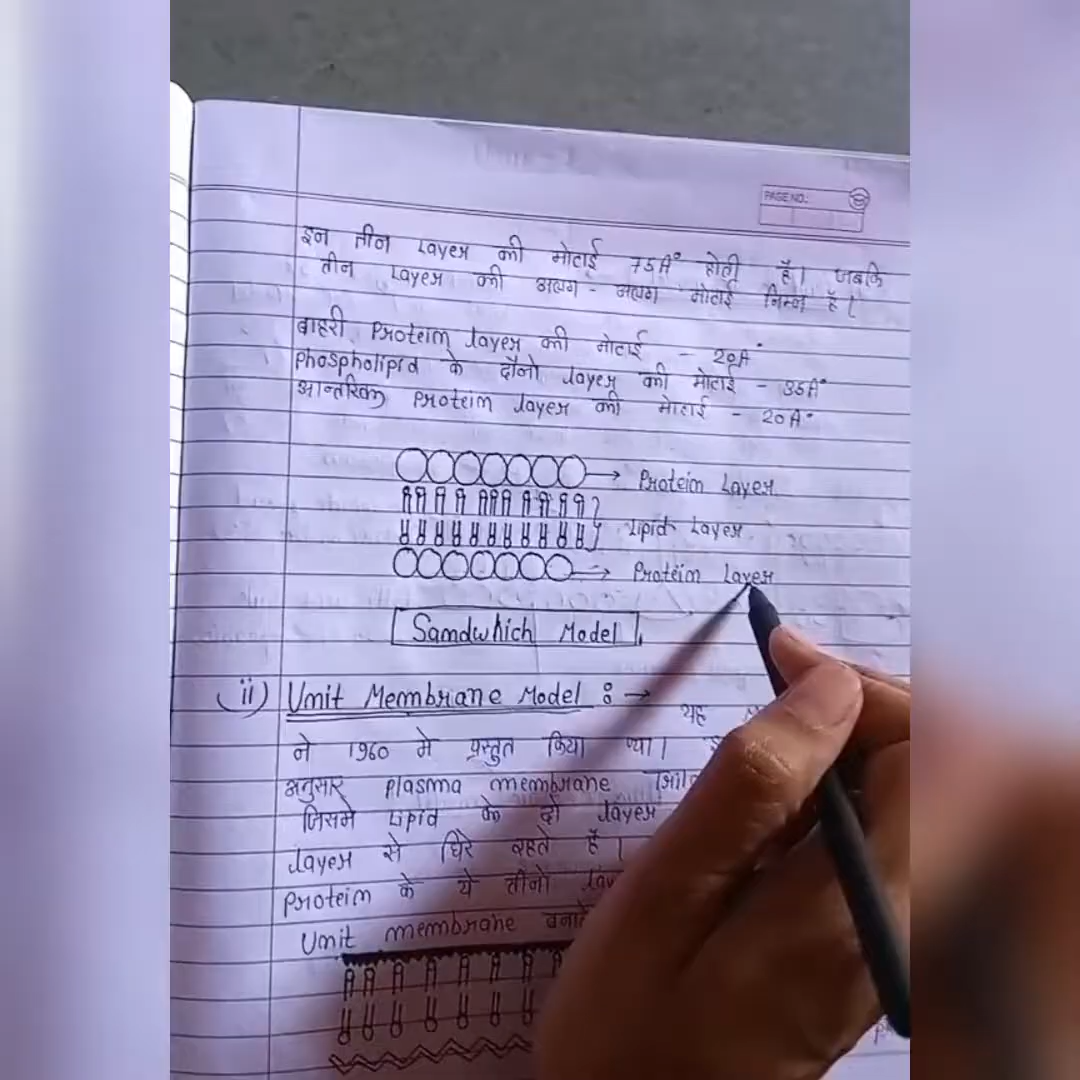 PAGE NO.:
इन तीन Layer की मोटाई 75A° होती है। जबकि
तीन Layer की अलग - अलग मोटाई निम्न है।
बाहरी Protein layer की मोटाई - 20A°
Phospholipid के दौनो layer की मोटाई - 35A°
आन्तरिक Protein layer की मोटाई - 20A°
Protein Layer
Lipid Layer
Protein Layer
Samdwhich Model
ii) Unit Membrane Model : →
यह
ने 1960 मे प्रस्तुत किया था।
अनुसार Plasma membrane
जिसमे Lipid के दो layer
layer से घिरे रहते है।
Protein के ये तीनो
Unit membrane